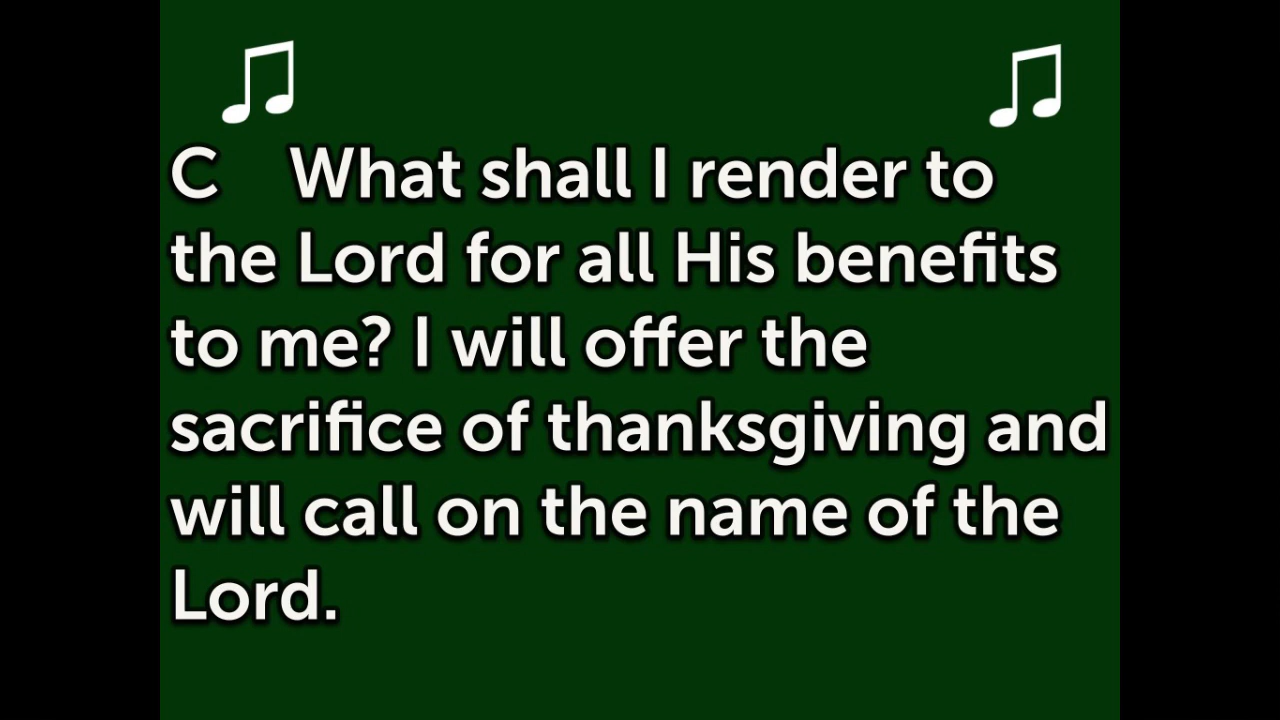 C What shall I render to
the Lord for all His benefits
to me? I will offer the
sacrifice of thanksgiving and
will call on the name of the
Lord.